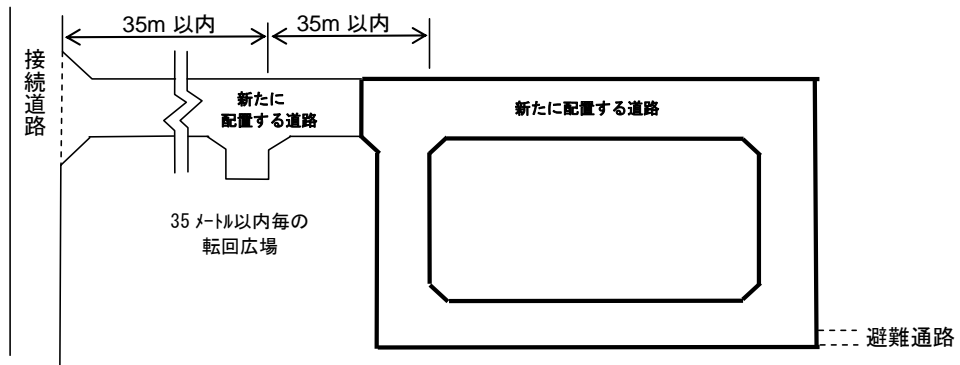 35m 以内
35m 以内
接続道路
新たに
配置する道路
新たに配置する道路
35 ﾒｰﾄﾙ以内毎の
転回広場
避難通路